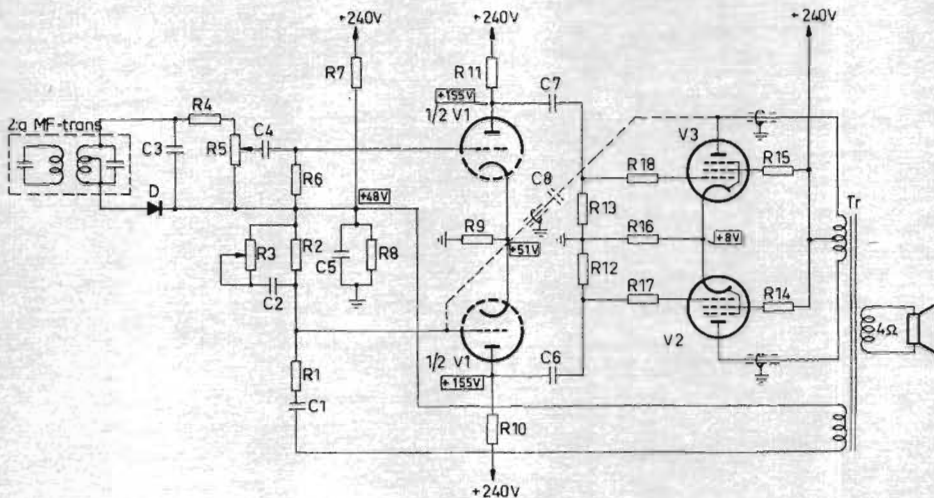 +240V
+240V
+240V
R7
R11
+155V
C7
1/2 V1
2:a MF-trans
R4
C4
C3
R5
D
R6
+48V
R3
R2
C2
C5
R8
R9
+51V
C8
R18
R13
R16
R12
R17
V3
R15
+8V
V2
R14
Tr
4Ω
R1
C1
1/2 V1
+155V
C6
R10
+240V